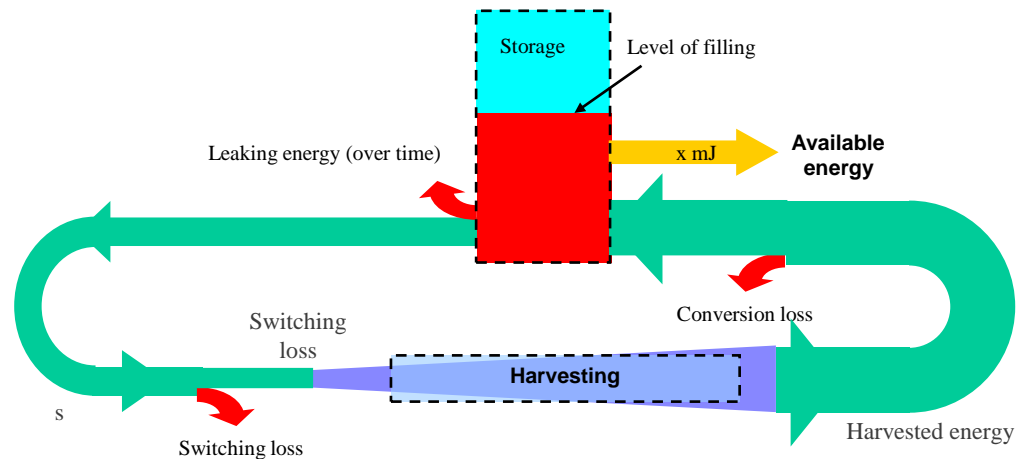 Storage
Level of filling
Leaking energy (over time)
x mJ
Available
energy
Switching
loss
Conversion loss
Harvesting
s
Switching loss
Harvested energy